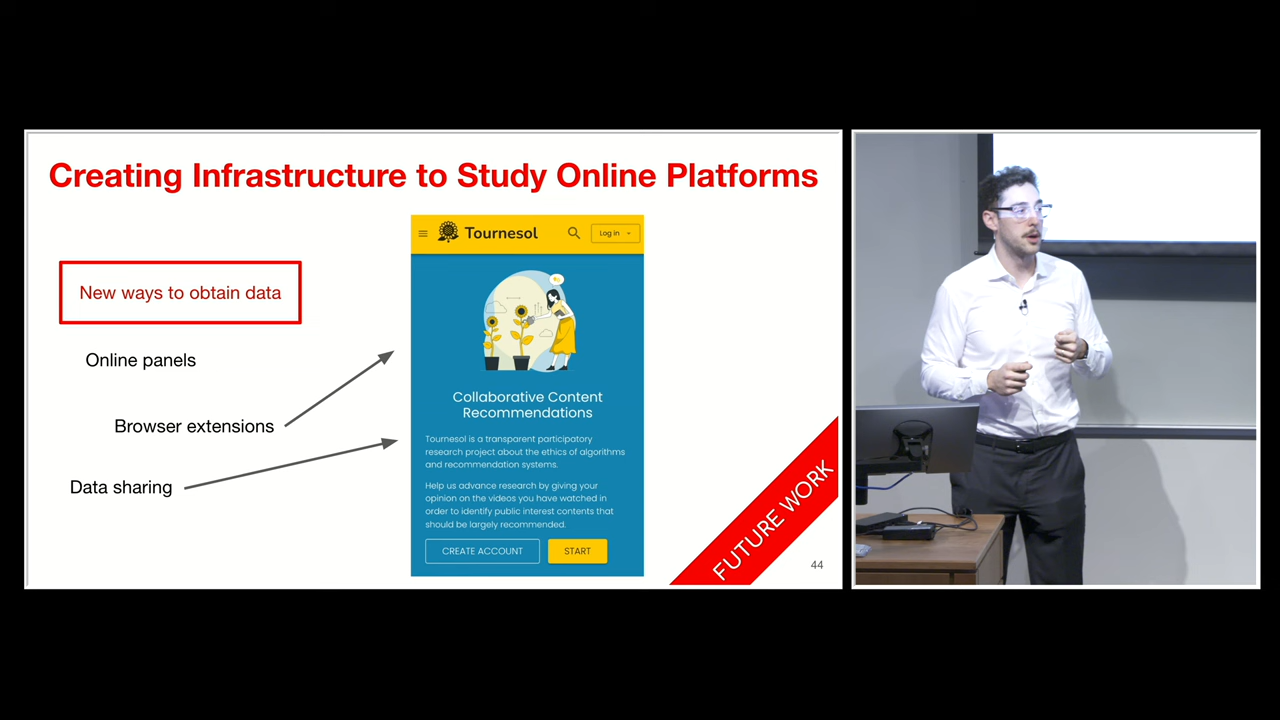 Creating Infrastructure to Study Online Platforms
New ways to obtain data
Online panels
Browser extensions
Data sharing
Tournesol
Log in
Collaborative Content
Recommendations
Tournesol is a transparent participatory
research project about the ethics of algorithms
and recommendation systems.
Help us advance research by giving your
opinion on the videos you have watched in
order to identify public interest contents that
should be largely recommended.
CREATE ACCOUNT
START
FUTURE WORK
44